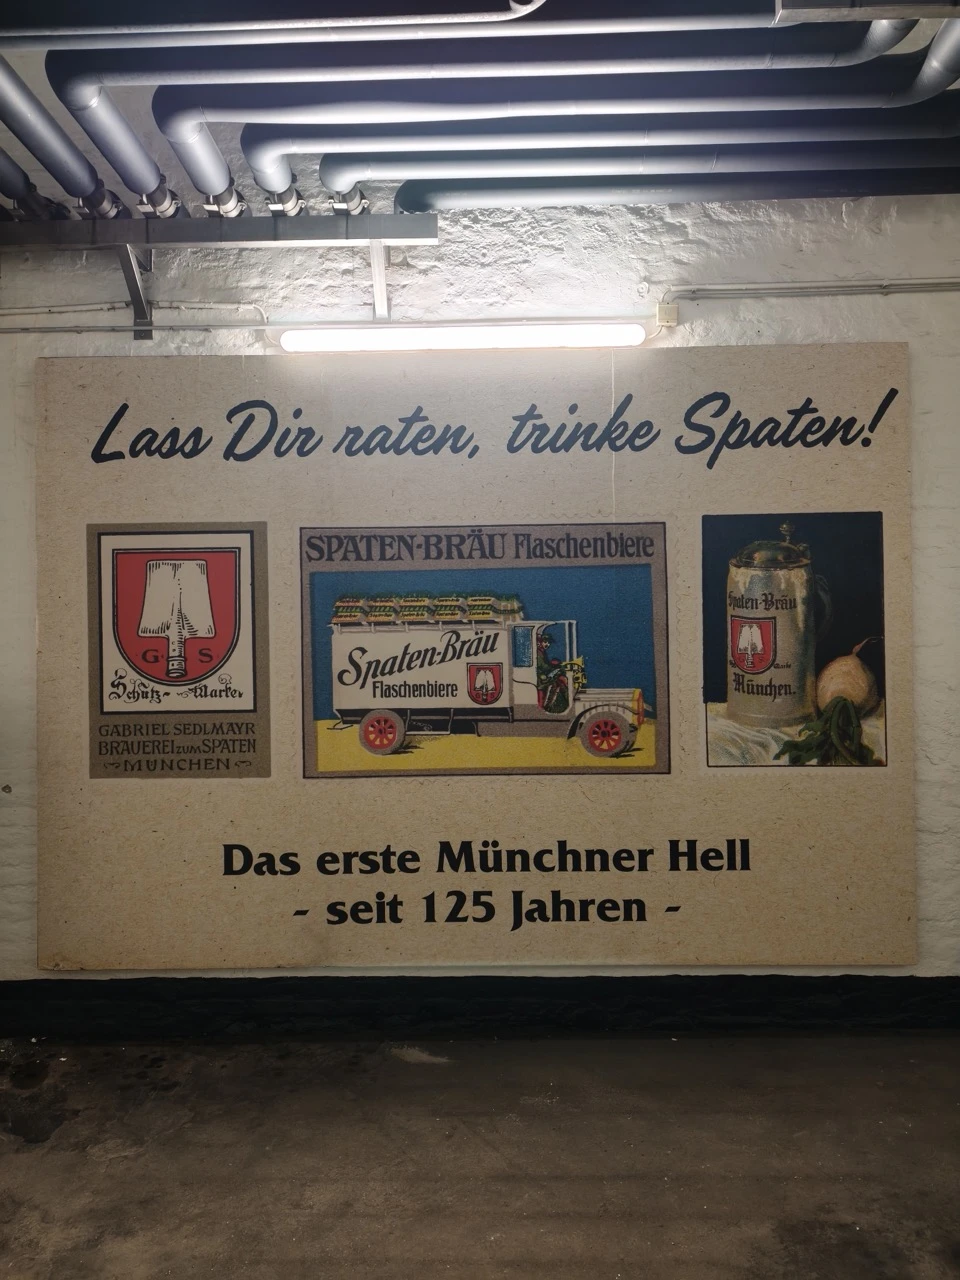 Lass Dir raten, trinke Spaten!
G S
Schutz-Marke
GABRIEL SEDLMAYR
BRAUEREI ZUM SPATEN
MÜNCHEN
SPATEN-BRÄU Flaschenbiere
Spaten-Bräu
Flaschenbiere
Spaten-Bräu
München.
Das erste Münchner Hell
- seit 125 Jahren -